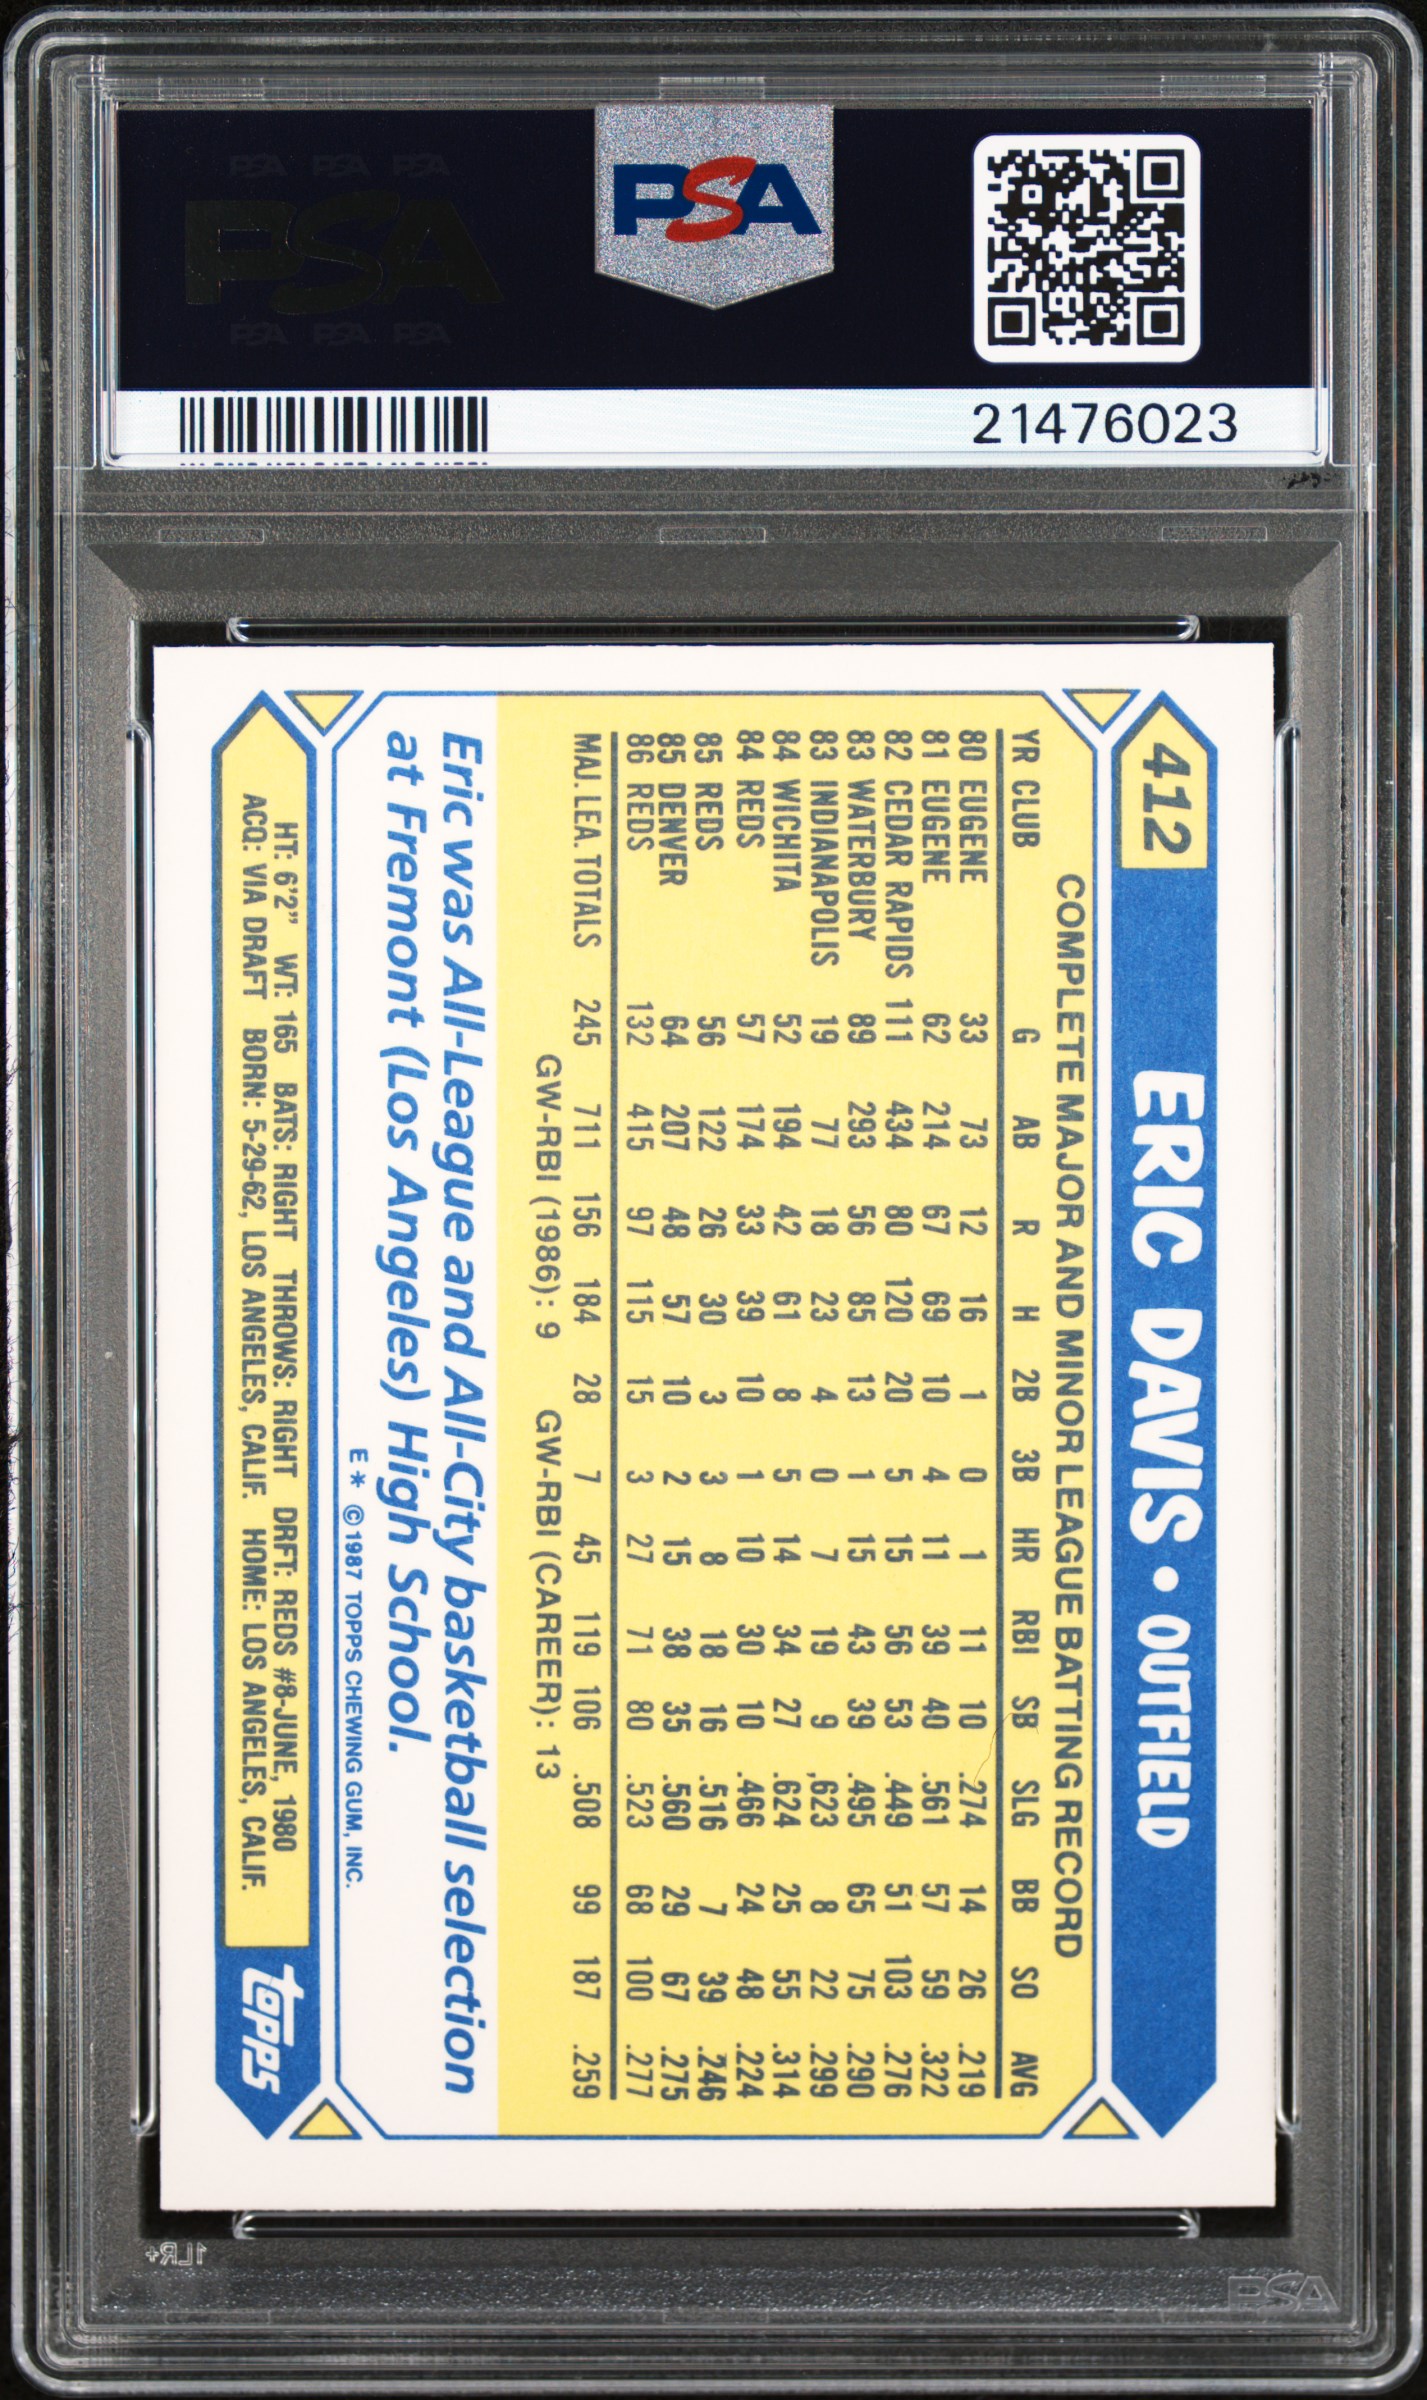 PSA PSA PSA
PSA
PSA PSA PSA
PSA
21476023
412 ERIC DAVIS • OUTFIELD
COMPLETE MAJOR AND MINOR LEAGUE BATTING RECORD
YR CLUB G AB R H 2B 3B HR RBI SB SLG BB SO AVG
80 EUGENE 33 73 12 16 1 0 1 11 10 .274 14 26 .219
81 EUGENE 62 214 67 69 10 4 11 39 40 .561 57 59 .322
82 CEDAR RAPIDS 111 434 80 120 20 5 15 56 53 .449 51 103 .276
83 WATERBURY 89 293 56 85 13 1 15 43 39 .495 65 75 .290
83 INDIANAPOLIS 19 77 18 23 4 0 7 19 9 ,623 8 22 .299
84 WICHITA 52 194 42 61 8 5 14 34 27 .624 25 55 .314
84 REDS 57 174 33 39 10 1 10 30 10 .466 24 48 .224
85 REDS 56 122 26 30 3 3 8 18 16 .516 7 39 .246
85 DENVER 64 207 48 57 10 2 15 38 35 .560 29 67 .275
86 REDS 132 415 97 115 15 3 27 71 80 .523 68 100 .277
MAJ. LEA. TOTALS 245 711 156 184 28 7 45 119 106 .508 99 187 .259
GW-RBI (1986): 9 GW-RBI (CAREER): 13
Eric was All-League and All-City basketball selection
at Fremont (Los Angeles) High School.
E * © 1987 TOPPS CHEWING GUM, INC.
HT: 6'2" WT: 165 BATS: RIGHT THROWS: RIGHT DRFT: REDS #8-JUNE, 1980
ACQ: VIA DRAFT BORN: 5-29-62, LOS ANGELES, CALIF. HOME: LOS ANGELES, CALIF.
topps
1LR+
PSA